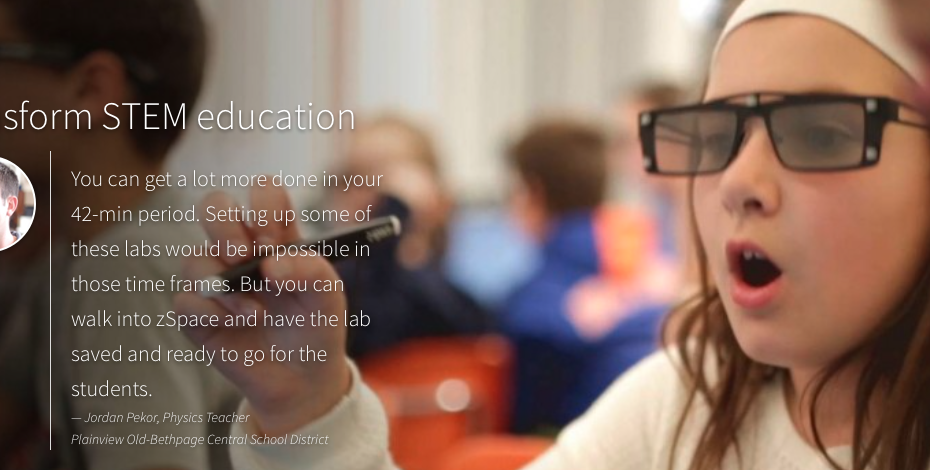 sform STEM education
You can get a lot more done in your
42-min period. Setting up some of
these labs would be impossible in
those time frames. But you can
walk into zSpace and have the lab
saved and ready to go for the
students.
— Jordan Pekor, Physics Teacher
Plainview Old-Bethpage Central School District